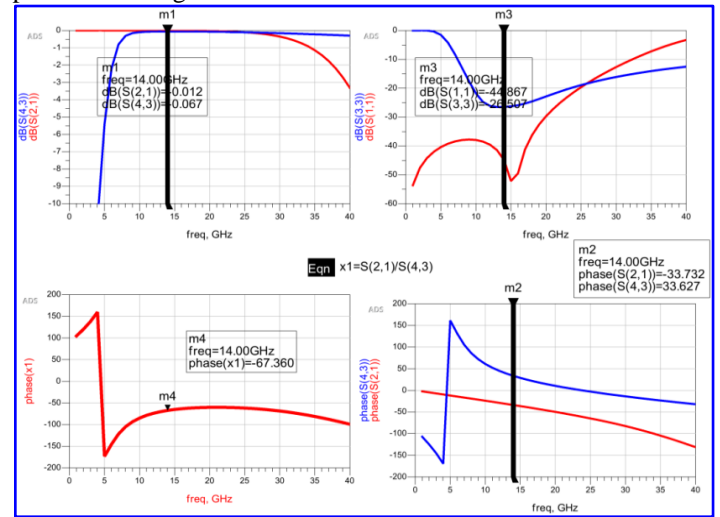 m1
ADS
dB(S(4,3))
dB(S(2,1))
m1
freq=14.00GHz
dB(S(2,1))=-0.012
dB(S(4,3))=-0.067
0
-1
-2
-3
-4
-5
-6
-7
-8
-9
-10
0 5 10 15 20 25 30 35 40
freq, GHz
m3
ADS
dB(S(3,3))
dB(S(1,1))
m3
freq=14.00GHz
dB(S(1,1))=-44.867
dB(S(3,3))=-26.507
0
-10
-20
-30
-40
-50
-60
0 5 10 15 20 25 30 35 40
freq, GHz
Eqn x1=S(2,1)/S(4,3)
ADS
phase(x1)
m4
freq=14.00GHz
phase(x1)=-67.360
m4
200
150
100
50
0
-50
-100
-150
-200
0 5 10 15 20 25 30 35 40
freq, GHz
m2
freq=14.00GHz
phase(S(2,1))=-33.732
phase(S(4,3))=33.627
m2
ADS
phase(S(4,3))
phase(S(2,1))
200
150
100
50
0
-50
-100
-150
-200
0 5 10 15 20 25 30 35 40
freq, GHz